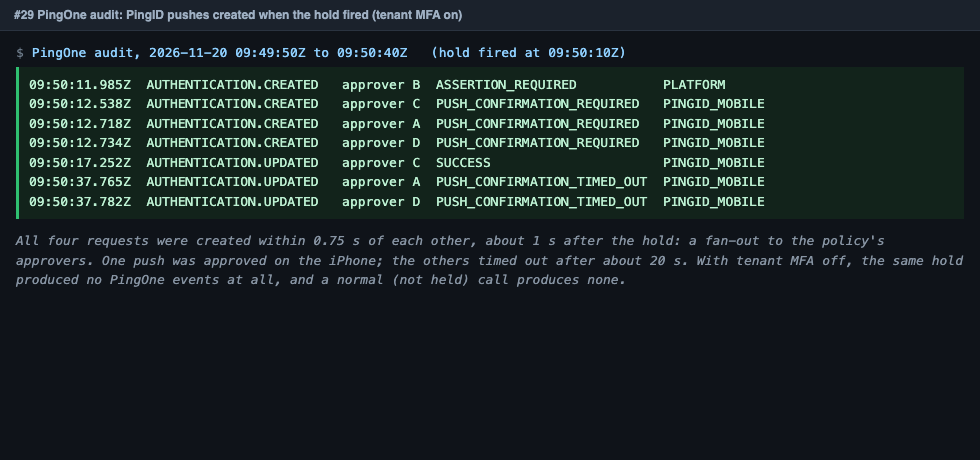 #29 PingOne audit: PingID pushes created when the hold fired (tenant MFA on)
$ PingOne audit, 2026-11-20 09:49:50Z to 09:50:40Z (hold fired at 09:50:10Z)
09:50:11.985Z AUTHENTICATION.CREATED approver B ASSERTION_REQUIRED PLATFORM
09:50:12.538Z AUTHENTICATION.CREATED approver C PUSH_CONFIRMATION_REQUIRED PINGID_MOBILE
09:50:12.718Z AUTHENTICATION.CREATED approver A PUSH_CONFIRMATION_REQUIRED PINGID_MOBILE
09:50:12.734Z AUTHENTICATION.CREATED approver D PUSH_CONFIRMATION_REQUIRED PINGID_MOBILE
09:50:17.252Z AUTHENTICATION.UPDATED approver C SUCCESS PINGID_MOBILE
09:50:37.765Z AUTHENTICATION.UPDATED approver A PUSH_CONFIRMATION_TIMED_OUT PINGID_MOBILE
09:50:37.782Z AUTHENTICATION.UPDATED approver D PUSH_CONFIRMATION_TIMED_OUT PINGID_MOBILE
All four requests were created within 0.75 s of each other, about 1 s after the hold: a fan-out to the policy's
approvers. One push was approved on the iPhone; the others timed out after about 20 s. With tenant MFA off, the same hold
produced no PingOne events at all, and a normal (not held) call produces none.